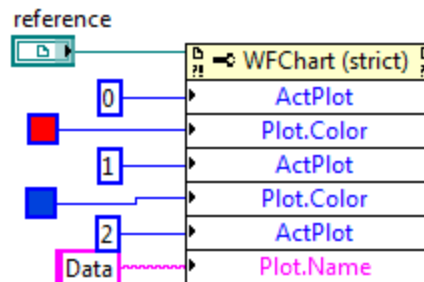 reference
WFChart (strict)
0 ActPlot
Plot.Color
1 ActPlot
Plot.Color
2 ActPlot
Data Plot.Name